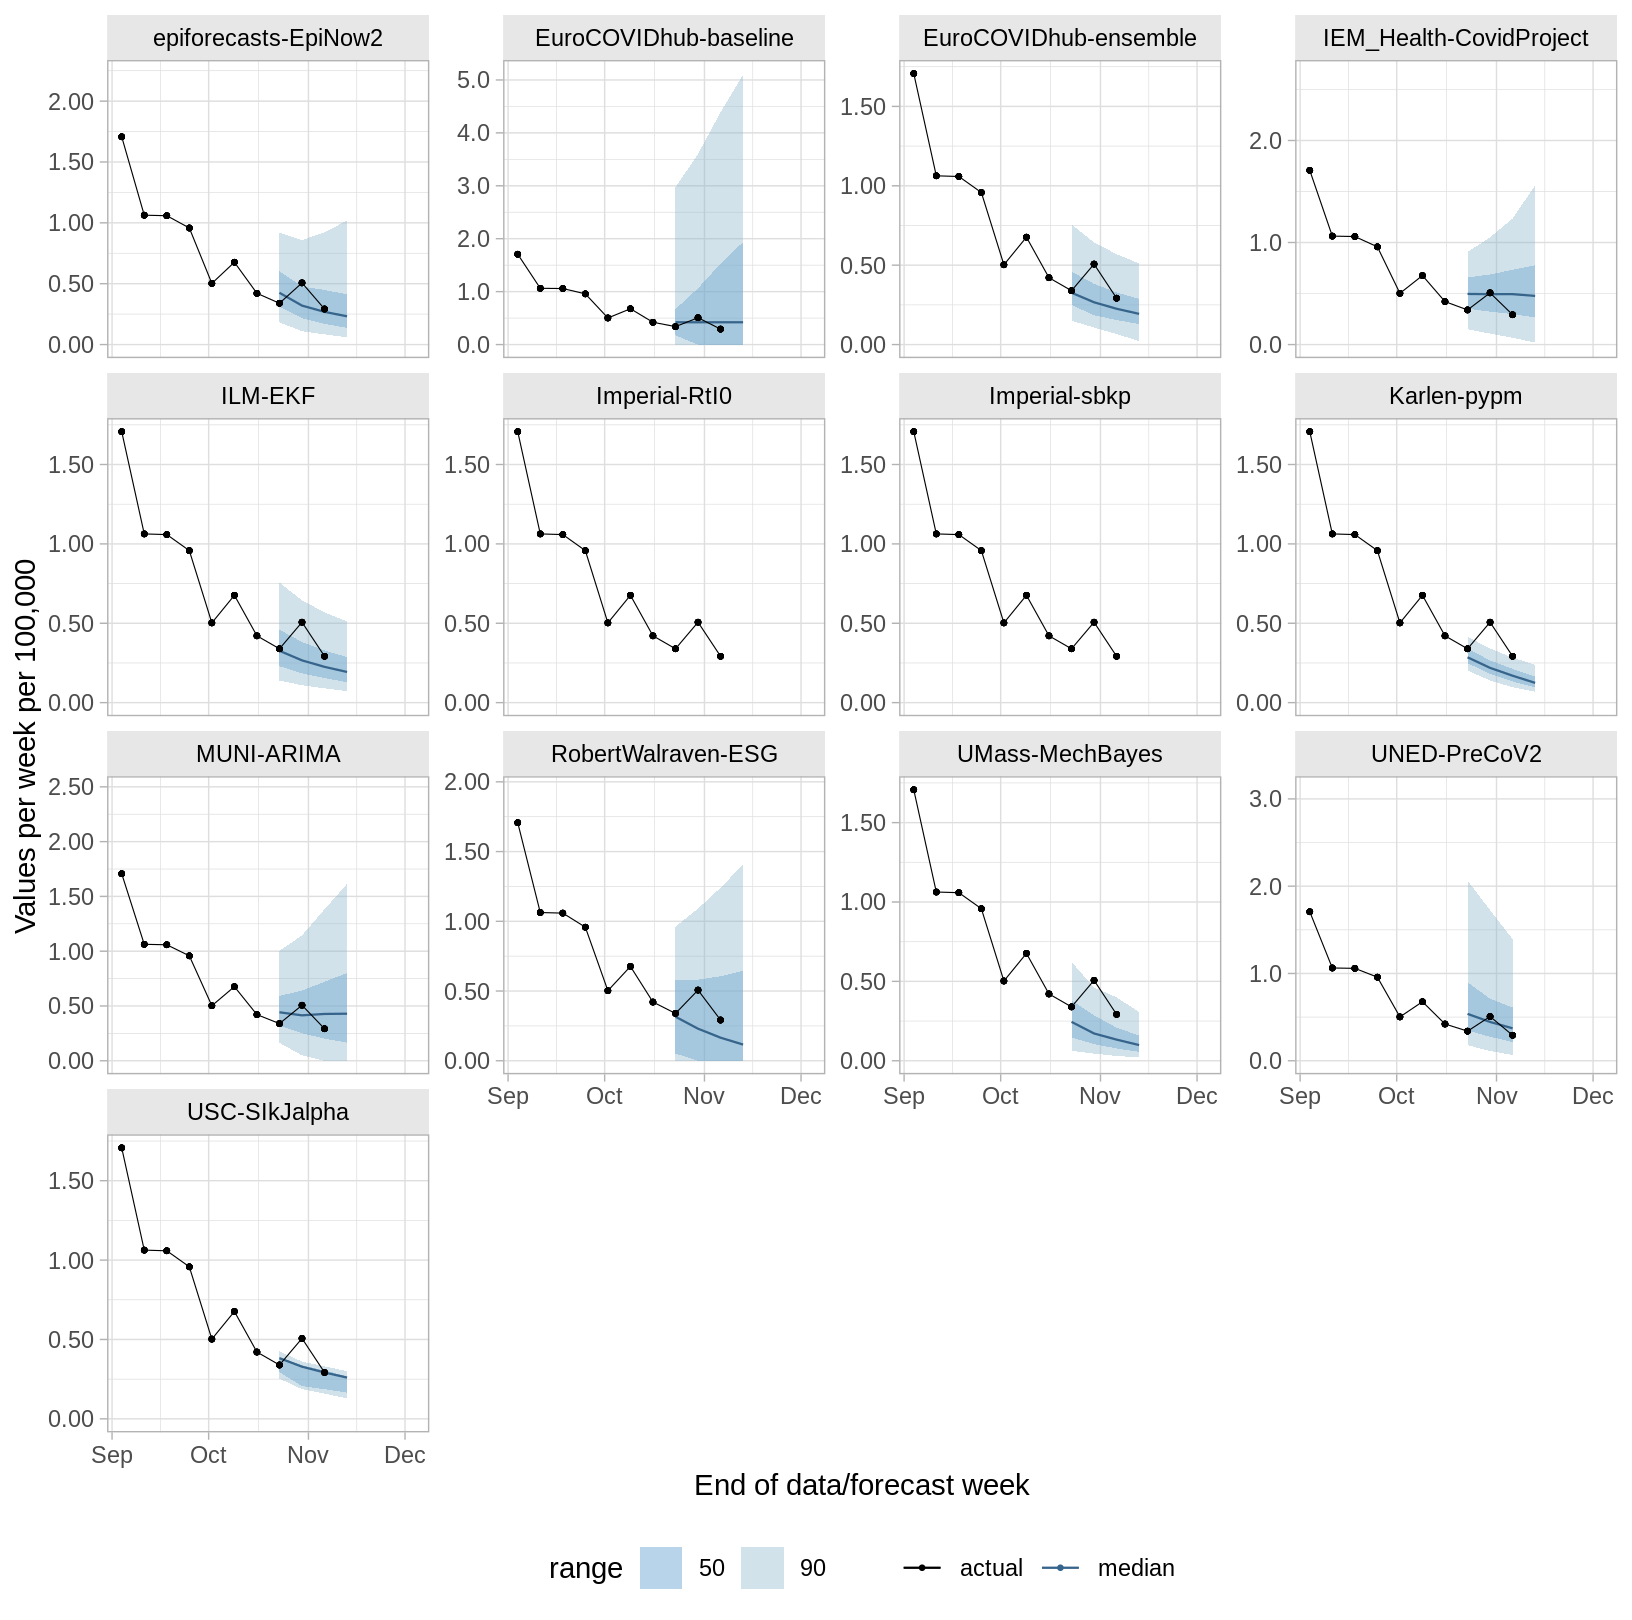 epiforecasts-EpiNow2
EuroCOVIDhub-baseline
EuroCOVIDhub-ensemble
IEM_Health-CovidProject
2.00
1.50
1.00
0.50
0.00
5.0
4.0
3.0
2.0
1.0
0.0
1.50
1.00
0.50
0.00
2.0
1.0
0.0
ILM-EKF
Imperial-RtI0
Imperial-sbkp
Karlen-pypm
1.50
1.00
0.50
0.00
1.50
1.00
0.50
0.00
1.50
1.00
0.50
0.00
1.50
1.00
0.50
0.00
Values per week per 100,000
MUNI-ARIMA
RobertWalraven-ESG
UMass-MechBayes
UNED-PreCoV2
2.50
2.00
1.50
1.00
0.50
0.00
2.00
1.50
1.00
0.50
0.00
1.50
1.00
0.50
0.00
3.0
2.0
1.0
0.0
Sep Oct Nov Dec
Sep Oct Nov Dec
Sep Oct Nov Dec
USC-SIkJalpha
1.50
1.00
0.50
0.00
Sep Oct Nov Dec
End of data/forecast week
range 50 90 actual median